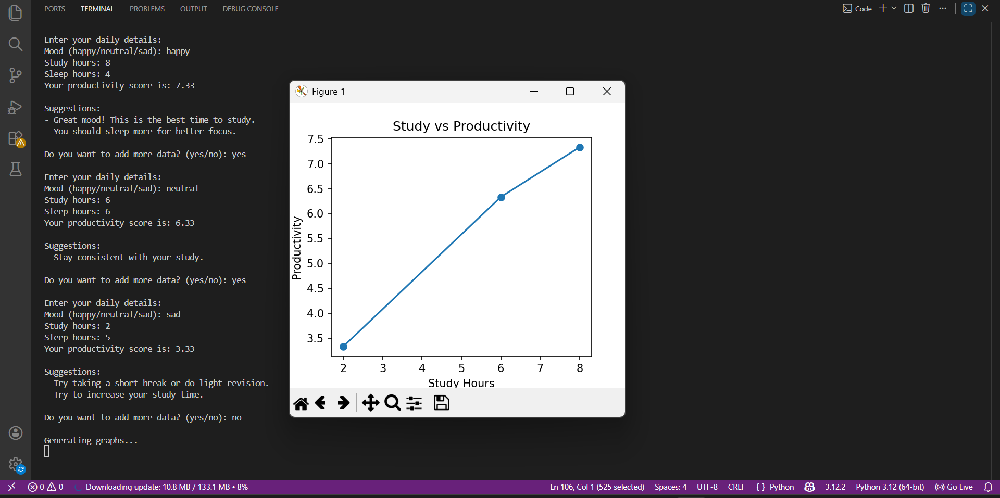 PORTS TERMINAL PROBLEMS OUTPUT DEBUG CONSOLE
Code
Enter your daily details:
Mood (happy/neutral/sad): happy
Study hours: 8
Sleep hours: 4
Your productivity score is: 7.33
Suggestions:
- Great mood! This is the best time to study.
- You should sleep more for better focus.
Do you want to add more data? (yes/no): yes
Enter your daily details:
Mood (happy/neutral/sad): neutral
Study hours: 6
Sleep hours: 6
Your productivity score is: 6.33
Suggestions:
- Stay consistent with your study.
Do you want to add more data? (yes/no): yes
Enter your daily details:
Mood (happy/neutral/sad): sad
Study hours: 2
Sleep hours: 5
Your productivity score is: 3.33
Suggestions:
- Try taking a short break or do light revision.
- Try to increase your study time.
Do you want to add more data? (yes/no): no
Generating graphs...
Figure 1
Study vs Productivity
7.5
7.0
6.5
6.0
5.5
5.0
4.5
4.0
3.5
Productivity
2 3 4 5 6 7 8
Study Hours
0 0 Downloading update: 10.8 MB / 133.1 MB • 8% Ln 106, Col 1 (525 selected) Spaces: 4 UTF-8 CRLF { } Python 3.12.2 Python 3.12 (64-bit) Go Live